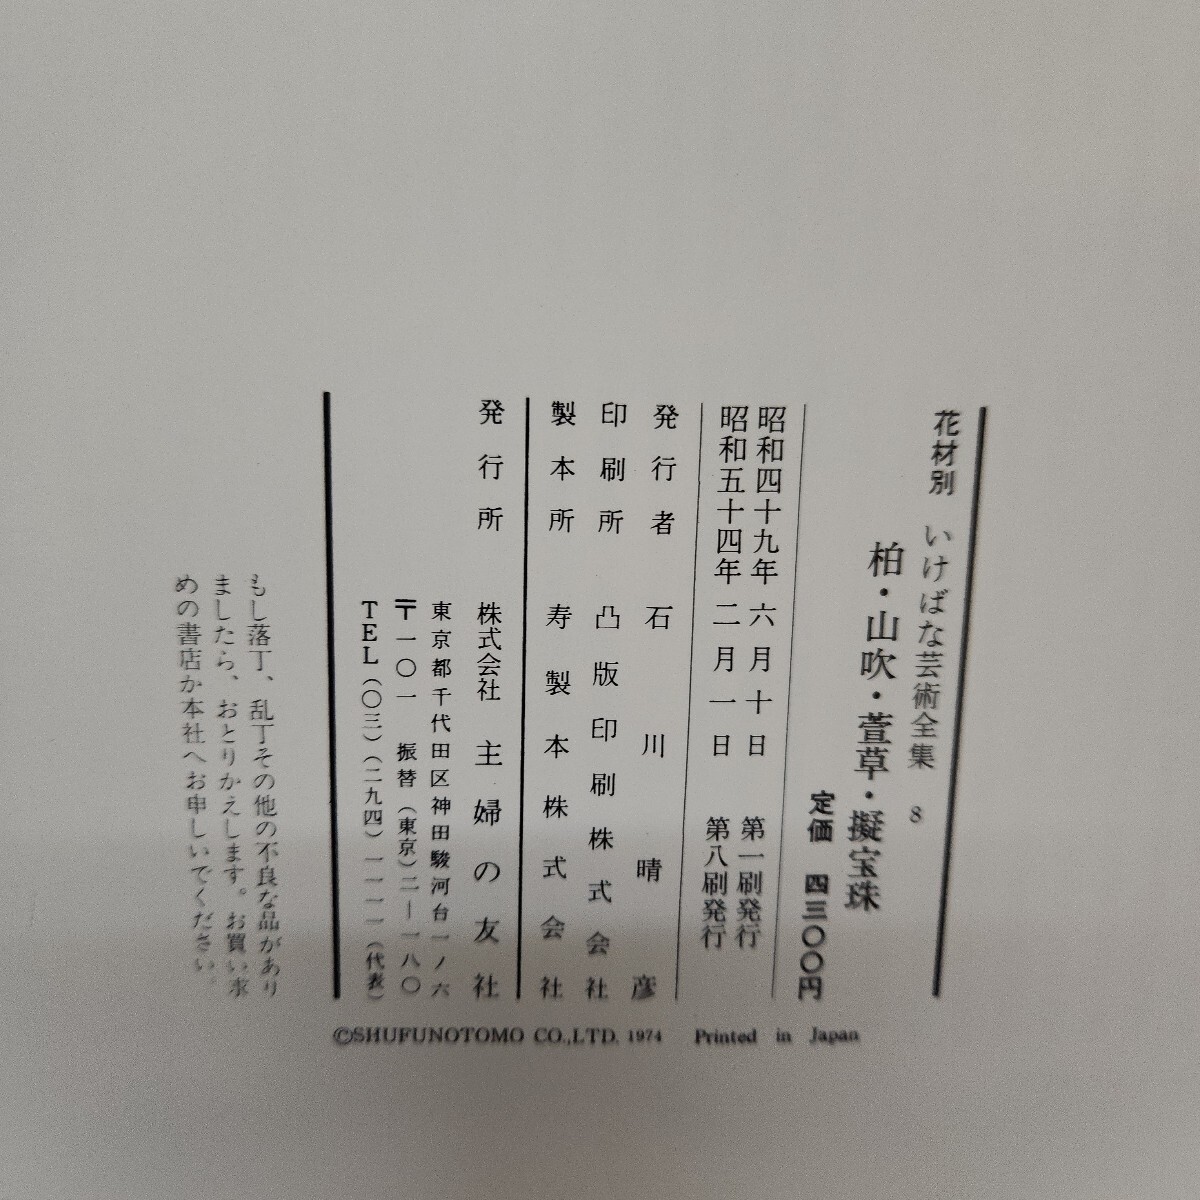 花材別 いけばな芸術全集 8
柏・山吹・萱草・擬宝珠
定価 四三〇〇円
昭和四十九年 六月十日 第一刷発行
昭和五十四年 二月一日 第八刷発行
発行者 石川晴彦
印刷所 凸版印刷株式会社
製本所 寿製本株式会社
発行所 株式会社 主婦の友社
東京都千代田区神田駿河台一ノ六
〒一〇一 振替(東京)二―一八〇
TEL(〇三)(二九四)一一一一(代表)
もし落丁、乱丁その他の不良な品があり
ましたら、おとりかえします。お買い求
めの書店か本社へお申しいでください。
©SHUFUNOTOMO CO.,LTD. 1974 Printed in Japan